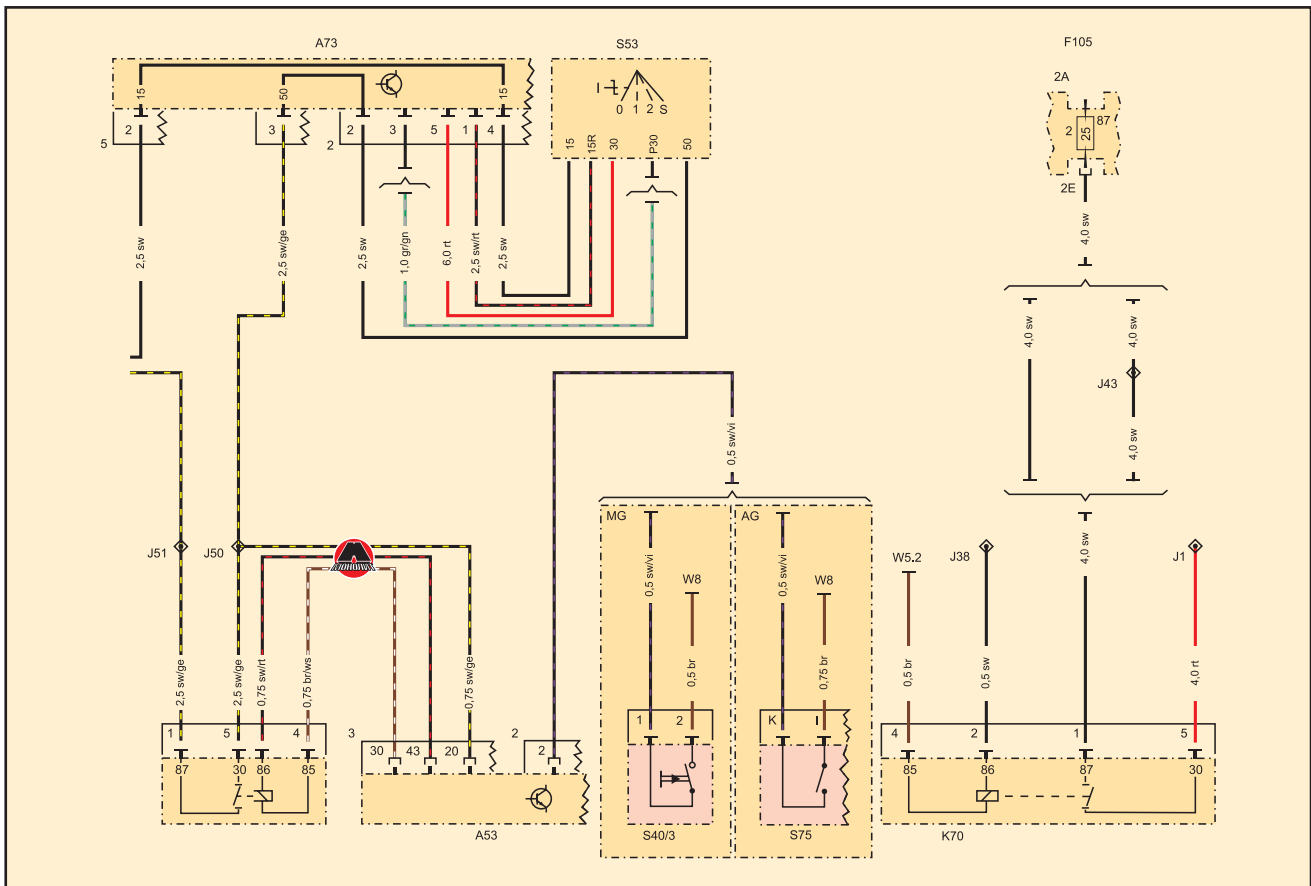 A73
S53
F105
2A
15
50
15
0 1 2 S
2
25
87
2
3
2
3
5
1
4
5
2
15
15R
30
P30
50
2E
2,5 sw
2,5 sw/ge
2,5 sw
1,0 gr/gn
6,0 rt
2,5 sw/rt
2,5 sw
4,0 sw
4,0 sw
4,0 sw
J43
4,0 sw
0,5 sw/vi
MG
AG
J51
J50
0,5 sw/vi
W8
0,5 sw/vi
W8
W5.2
J38
4,0 sw
J1
2,5 sw/ge
2,5 sw/ge
0,75 sw/rt
0,75 br/ws
0,75 sw/ge
0,5 br
0,75 br
0,5 br
0,5 sw
4,0 rt
1
5
4
3
30
43
20
2
2
1
2
K
I
4
2
1
5
87
30
86
85
85
86
87
30
A53
S40/3
S75
K70